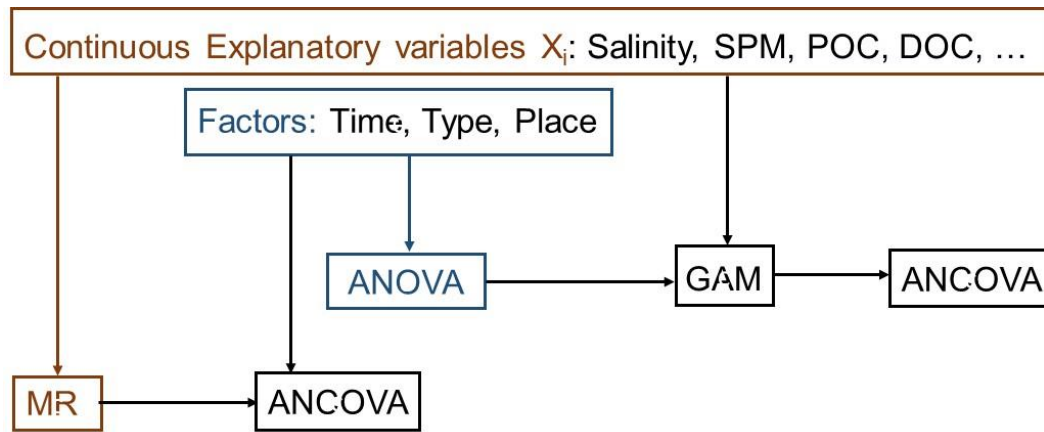 Continuous Explanatory variables Xi: Salinity, SPM, POC, DOC, ...
Factors: Time, Type, Place
ANOVA
GAM
ANCOVA
MR
ANCOVA